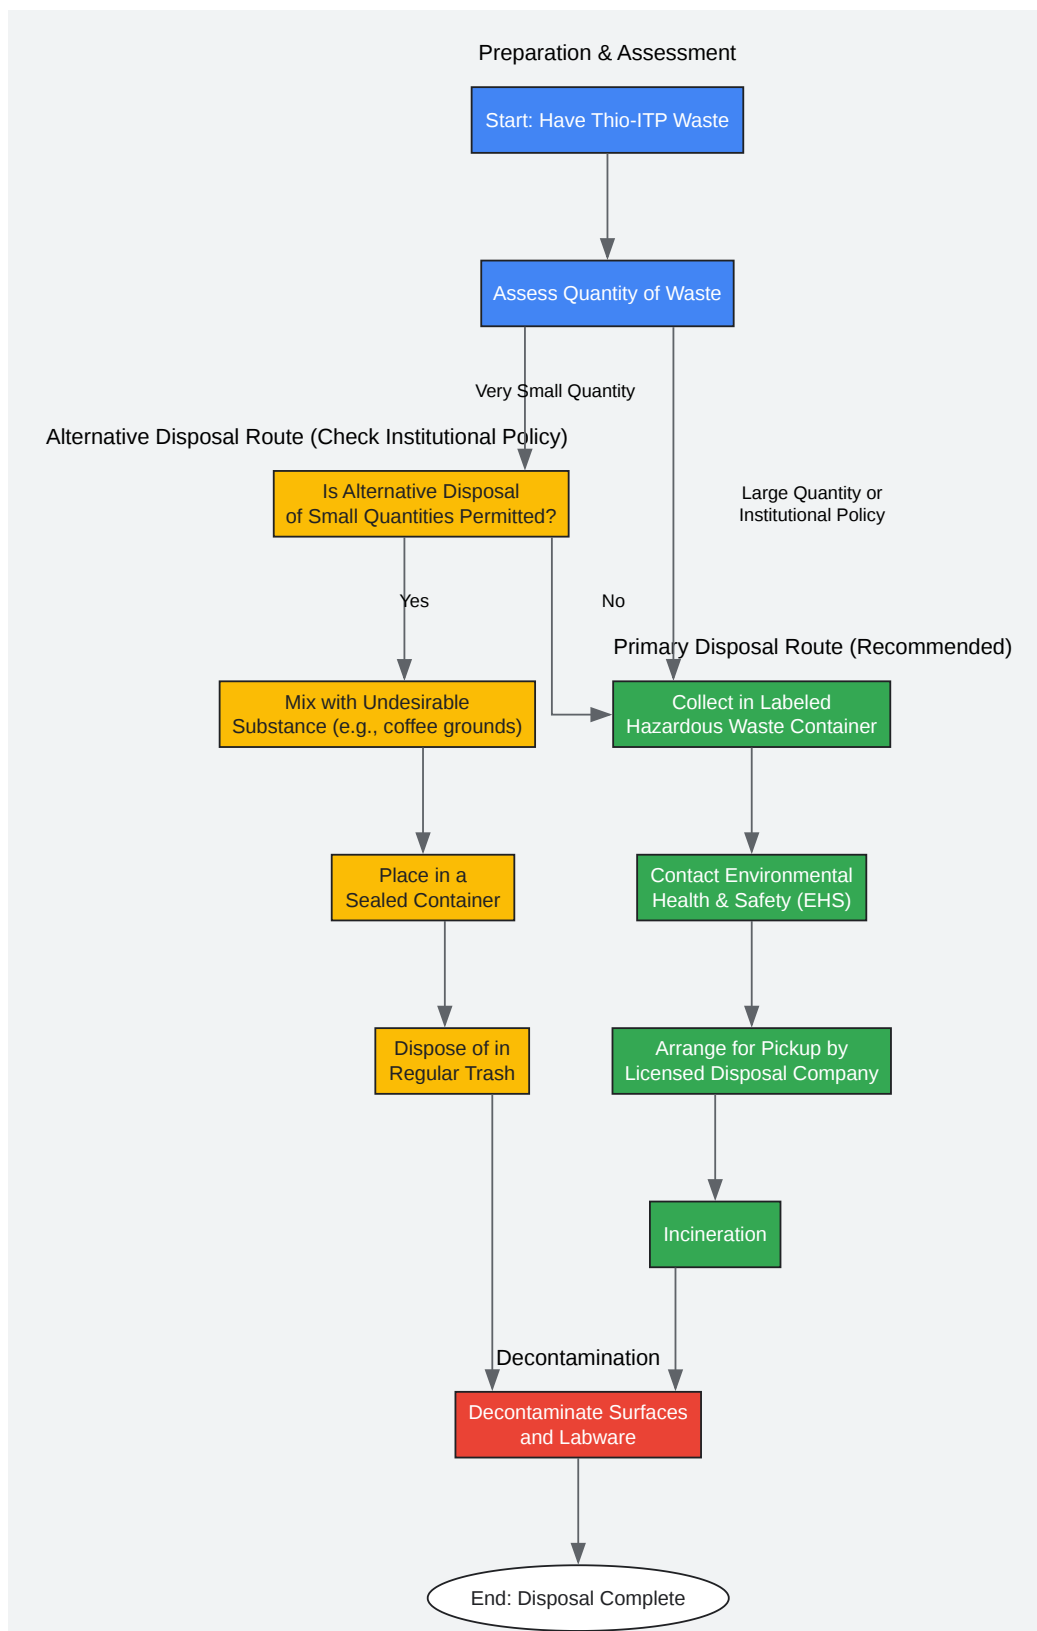 Preparation & Assessment
Start: Have Thio-ITP Waste
Assess Quantity of Waste
Very Small Quantity
Alternative Disposal Route (Check Institutional Policy)
Is Alternative Disposal
of Small Quantities Permitted?
Large Quantity or
Institutional Policy
Yes
No
Primary Disposal Route (Recommended)
Mix with Undesirable
Substance (e.g., coffee grounds)
Collect in Labeled
Hazardous Waste Container
Place in a
Sealed Container
Contact Environmental
Health & Safety (EHS)
Dispose of in
Regular Trash
Arrange for Pickup by
Licensed Disposal Company
Incineration
Decontamination
Decontaminate Surfaces
and Labware
End: Disposal Complete